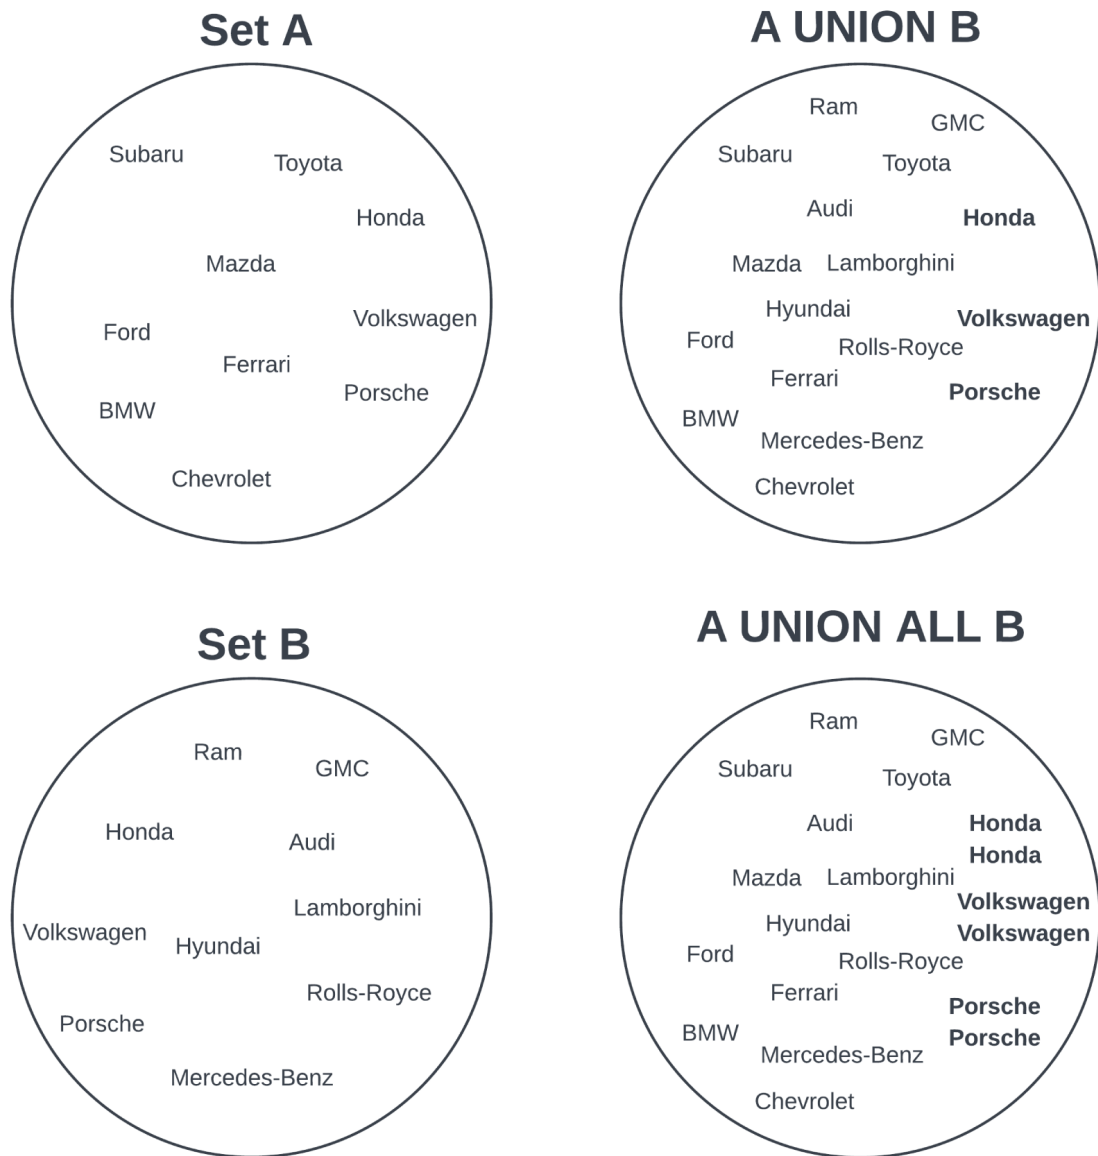 Set A
Subaru
Toyota
Honda
Mazda
Volkswagen
Ford
Ferrari
Porsche
BMW
Chevrolet
A UNION B
Ram
GMC
Subaru
Toyota
Audi
Honda
Mazda
Lamborghini
Hyundai
Volkswagen
Ford
Rolls-Royce
Ferrari
Porsche
BMW
Mercedes-Benz
Chevrolet
Set B
Ram
GMC
Honda
Audi
Lamborghini
Volkswagen
Hyundai
Rolls-Royce
Porsche
Mercedes-Benz
A UNION ALL B
Ram
GMC
Subaru
Toyota
Audi
Honda
Honda
Mazda
Lamborghini
Volkswagen
Hyundai
Volkswagen
Ford
Rolls-Royce
Ferrari
Porsche
BMW
Porsche
Mercedes-Benz
Chevrolet